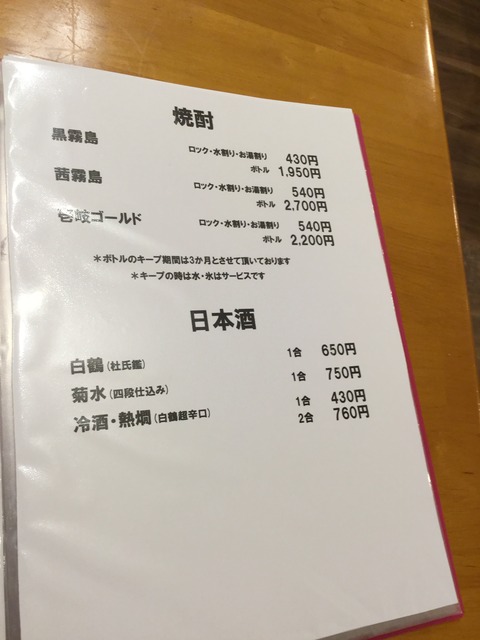 焼酎
黒霧島
ロック・水割り・お湯割り 430円
ボトル 1,950円
茜霧島
ロック・水割り・お湯割り 540円
ボトル 2,700円
壱岐ゴールド
ロック・水割り・お湯割り 540円
ボトル 2,200円
＊ボトルのキープ期間は3か月とさせて頂いております
＊キープの時は水・氷はサービスです
日本酒
白鶴(杜氏鑑) 1合 650円
菊水(四段仕込み) 1合 750円
冷酒・熱燗(白鶴超辛口) 1合 430円
2合 760円